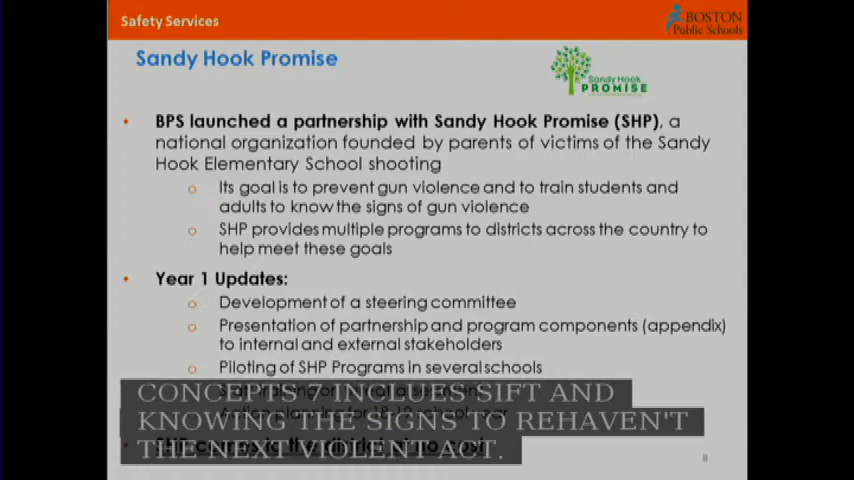 Safety Services
BOSTON
Public Schools
Sandy Hook Promise
Sandy Hook
PROMISE
• BPS launched a partnership with Sandy Hook Promise (SHP), a
national organization founded by parents of victims of the Sandy
Hook Elementary School shooting
o Its goal is to prevent gun violence and to train students and
adults to know the signs of gun violence
o SHP provides multiple programs to districts across the country to
help meet these goals
• Year 1 Updates:
o Development of a steering committee
o Presentation of partnership and program components (appendix)
to internal and external stakeholders
o Piloting of SHP Programs in several schools
CONCEPTS 7 INCLUDES SIFT AND
KNOWING THE SIGNS TO REHAVEN'T
THE NEXT VIOLENT ACT.
8